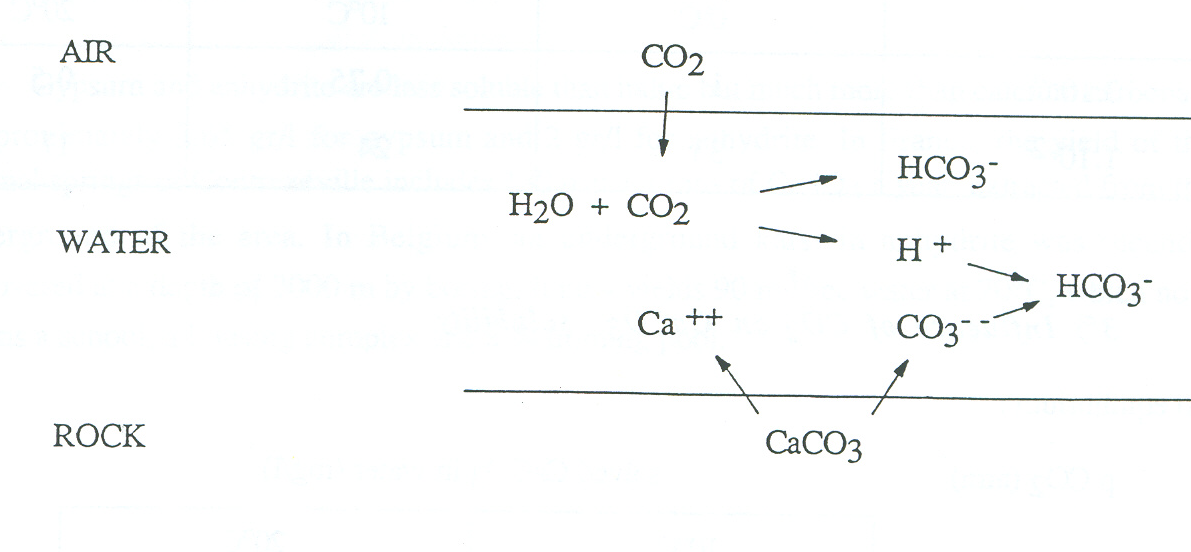 AIR
CO2
HCO3-
H2O + CO2
WATER
H +
HCO3-
Ca ++
CO3--
ROCK
CaCO3